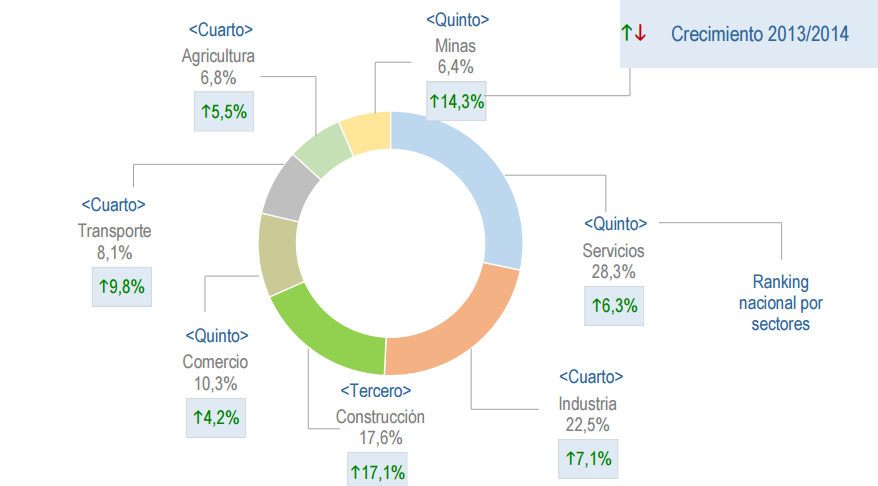 ↑↓ Crecimiento 2013/2014
<Quinto>
Minas
6,4%
↑14,3%
<Cuarto>
Agricultura
6,8%
↑5,5%
<Cuarto>
Transporte
8,1%
↑9,8%
<Quinto>
Servicios
28,3%
↑6,3%
Ranking
nacional por
sectores
<Quinto>
Comercio
10,3%
↑4,2%
<Tercero>
Construcción
17,6%
↑17,1%
<Cuarto>
Industria
22,5%
↑7,1%